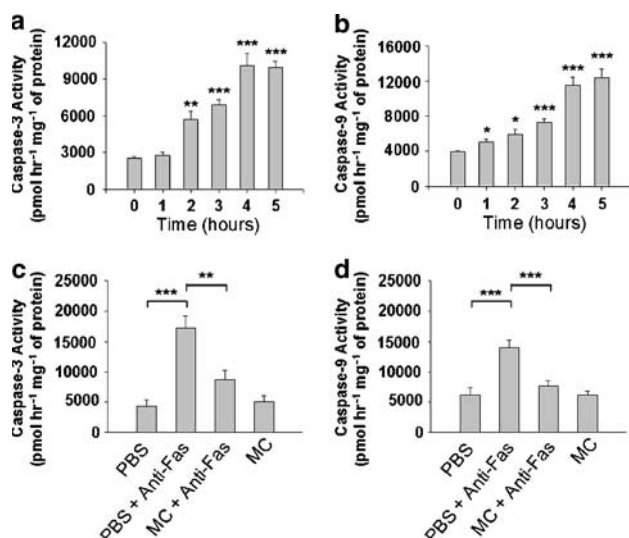 a
Caspase-3 Activity
(pmol hr⁻¹ mg⁻¹ of protein)
12000
9000
6000
3000
0
**
***
***
***
0 1 2 3 4 5
Time (hours)
b
Caspase-9 Activity
(pmol hr⁻¹ mg⁻¹ of protein)
16000
12000
8000
4000
0
*
*
***
***
***
0 1 2 3 4 5
Time (hours)
c
Caspase-3 Activity
(pmol hr⁻¹ mg⁻¹ of protein)
25000
20000
15000
10000
5000
0
***
**
PBS
PBS + Anti-Fas
MC + Anti-Fas
MC
d
Caspase-9 Activity
(pmol hr⁻¹ mg⁻¹ of protein)
25000
20000
15000
10000
5000
0
***
***
PBS
PBS + Anti-Fas
MC + Anti-Fas
MC